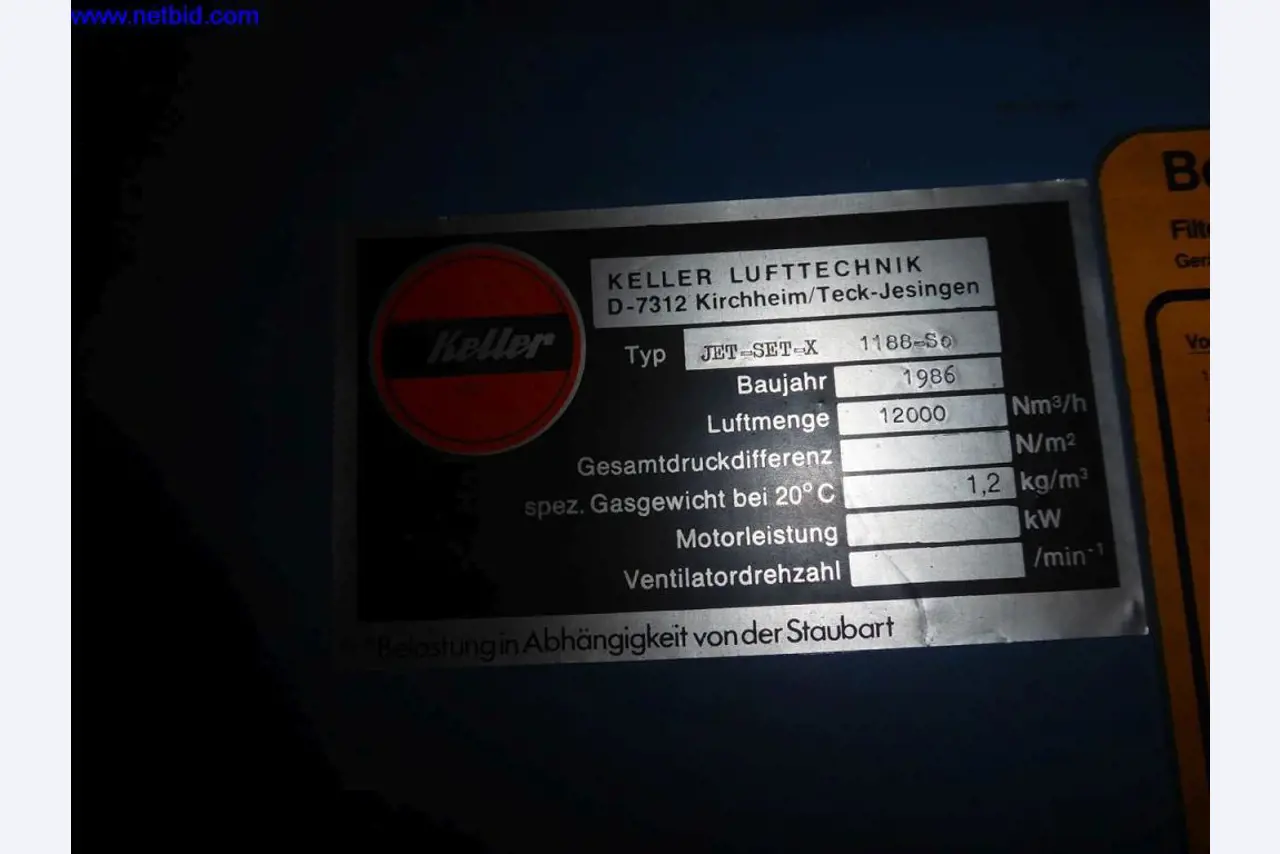 www.netbid.com
Keller
KELLER LUFTTECHNIK
D-7312 Kirchheim/Teck-Jesingen
Typ JET-SET-X 1188-So
Baujahr 1986
Luftmenge 12000 Nm³/h
Gesamtdruckdifferenz N/m²
spez. Gasgewicht bei 20° C 1,2 kg/m³
Motorleistung kW
Ventilatordrehzahl /min⁻¹
*Belastung in Abhängigkeit von der Staubart